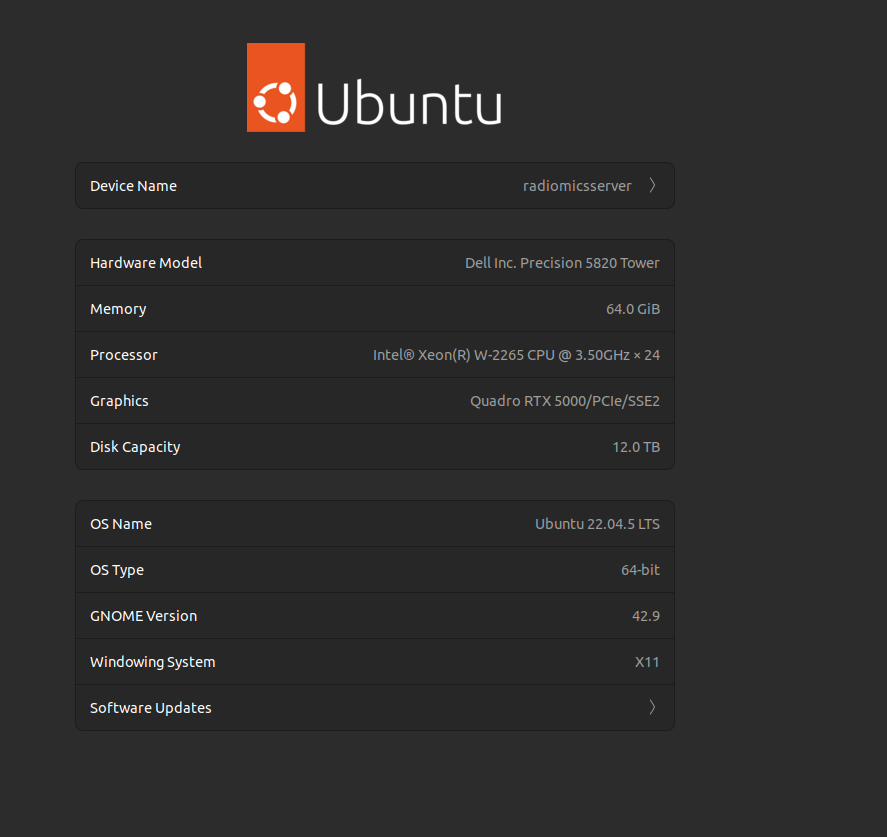 Ubuntu
Device Name radiomicsserver
Hardware Model Dell Inc. Precision 5820 Tower
Memory 64.0 GiB
Processor Intel® Xeon(R) W-2265 CPU @ 3.50GHz × 24
Graphics Quadro RTX 5000/PCIe/SSE2
Disk Capacity 12.0 TB
OS Name Ubuntu 22.04.5 LTS
OS Type 64-bit
GNOME Version 42.9
Windowing System X11
Software Updates